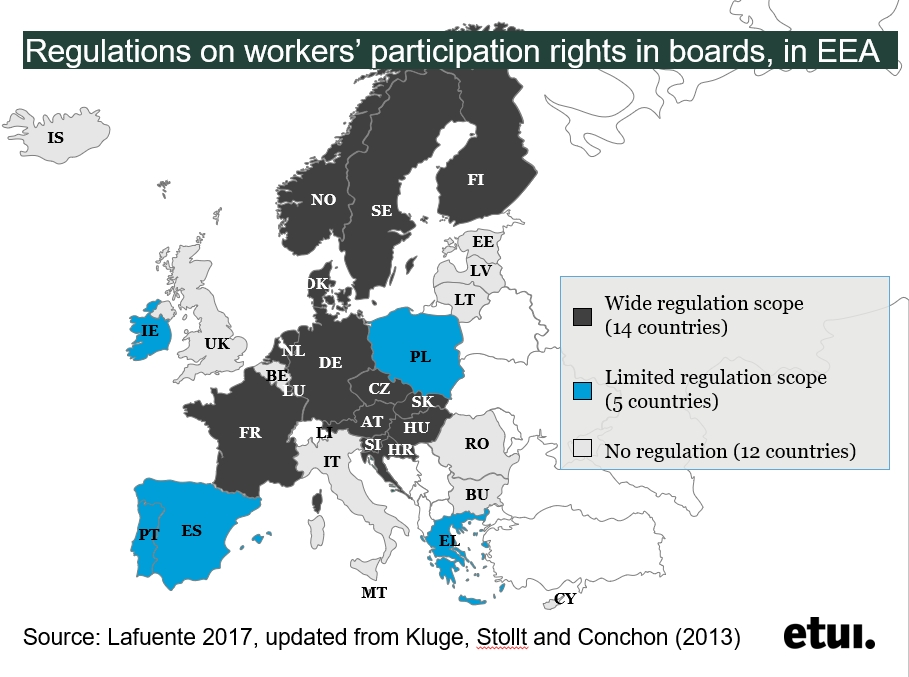 Regulations on workers’ participation rights in boards, in EEA
IS
NO
SE
FI
EE
LV
LT
DK
IE
UK
NL
DE
PL
BE
LU
CZ
SK
FR
LI
AT
HU
SI
HR
IT
RO
BU
PT
ES
EL
MT
CY
Wide regulation scope
(14 countries)
Limited regulation scope
(5 countries)
No regulation (12 countries)
Source: Lafuente 2017, updated from Kluge, Stollt and Conchon (2013)
etui.